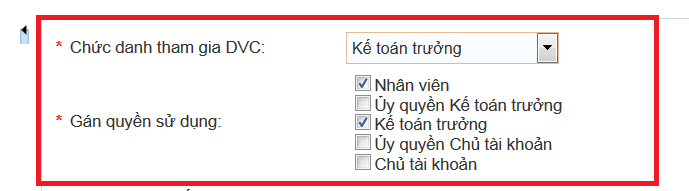 * Chức danh tham gia DVC: Kế toán trưởng
Nhân viên
Ủy quyền Kế toán trưởng
* Gán quyền sử dụng: Kế toán trưởng
Ủy quyền Chủ tài khoản
Chủ tài khoản